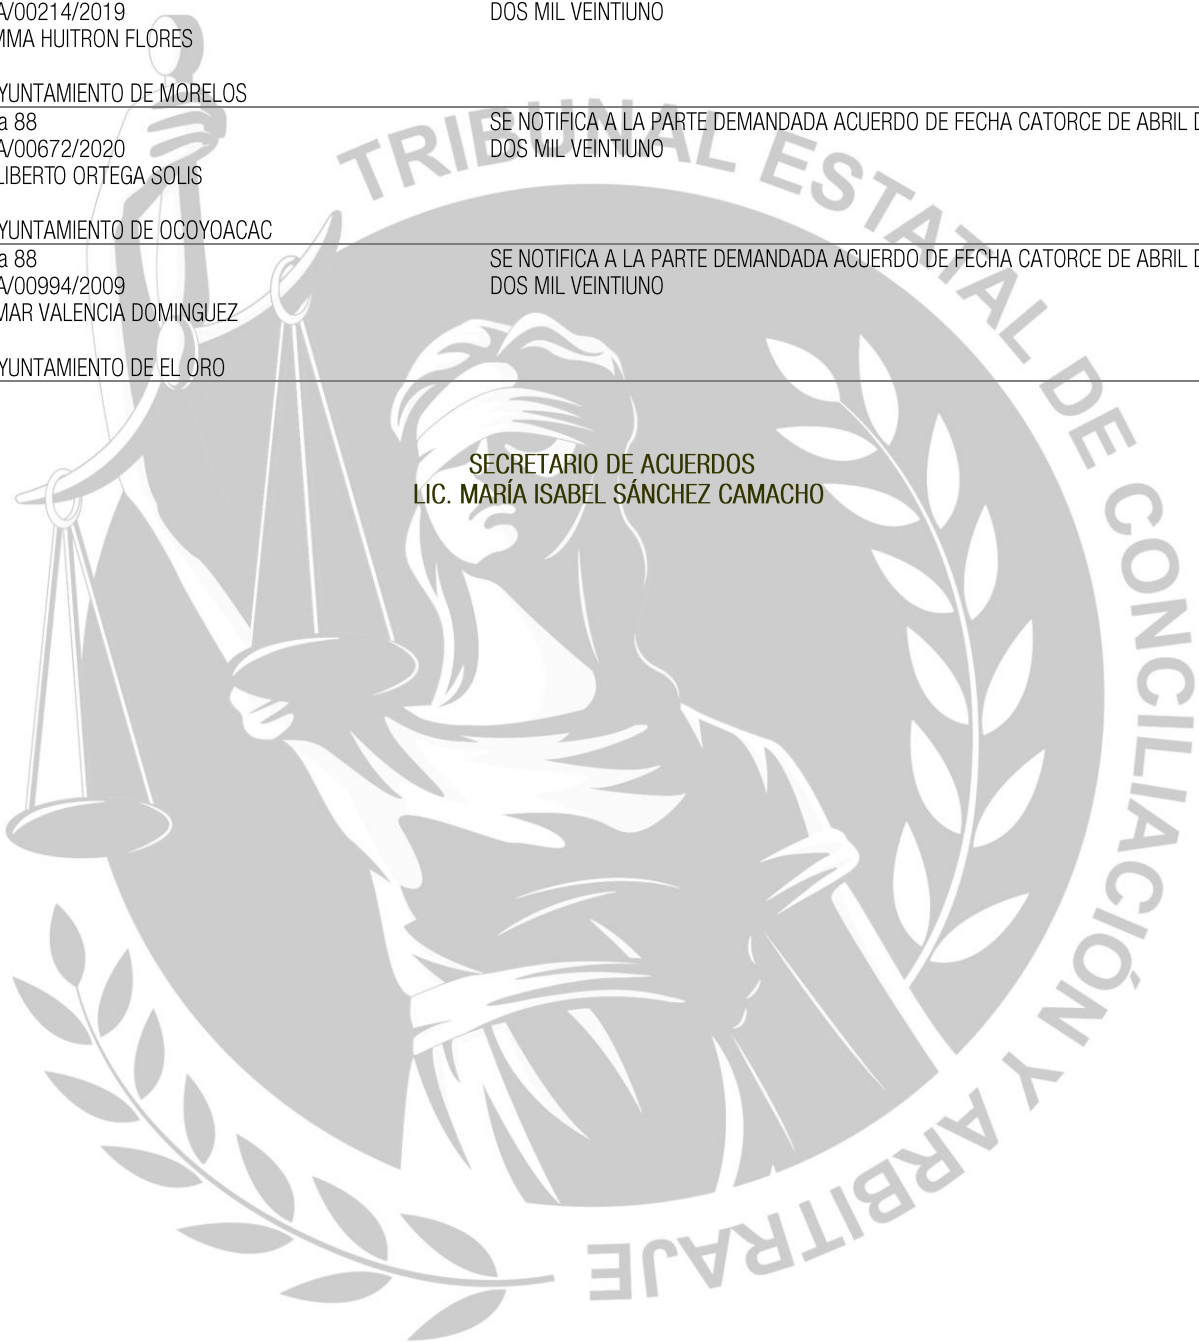 A/00214/2019 DOS MIL VEINTIUNO
MMA HUITRON FLORES
YUNTAMIENTO DE MORELOS
a 88 SE NOTIFICA A LA PARTE DEMANDADA ACUERDO DE FECHA CATORCE DE ABRIL D
A/00672/2020 DOS MIL VEINTIUNO
LIBERTO ORTEGA SOLIS
YUNTAMIENTO DE OCOYOACAC
a 88 SE NOTIFICA A LA PARTE DEMANDADA ACUERDO DE FECHA CATORCE DE ABRIL D
A/00994/2009 DOS MIL VEINTIUNO
MAR VALENCIA DOMINGUEZ
YUNTAMIENTO DE EL ORO
SECRETARIO DE ACUERDOS
LIC. MARÍA ISABEL SÁNCHEZ CAMACHO
TRIBUNAL ESTATAL DE CONCILIACIÓN Y ARBITRAJE